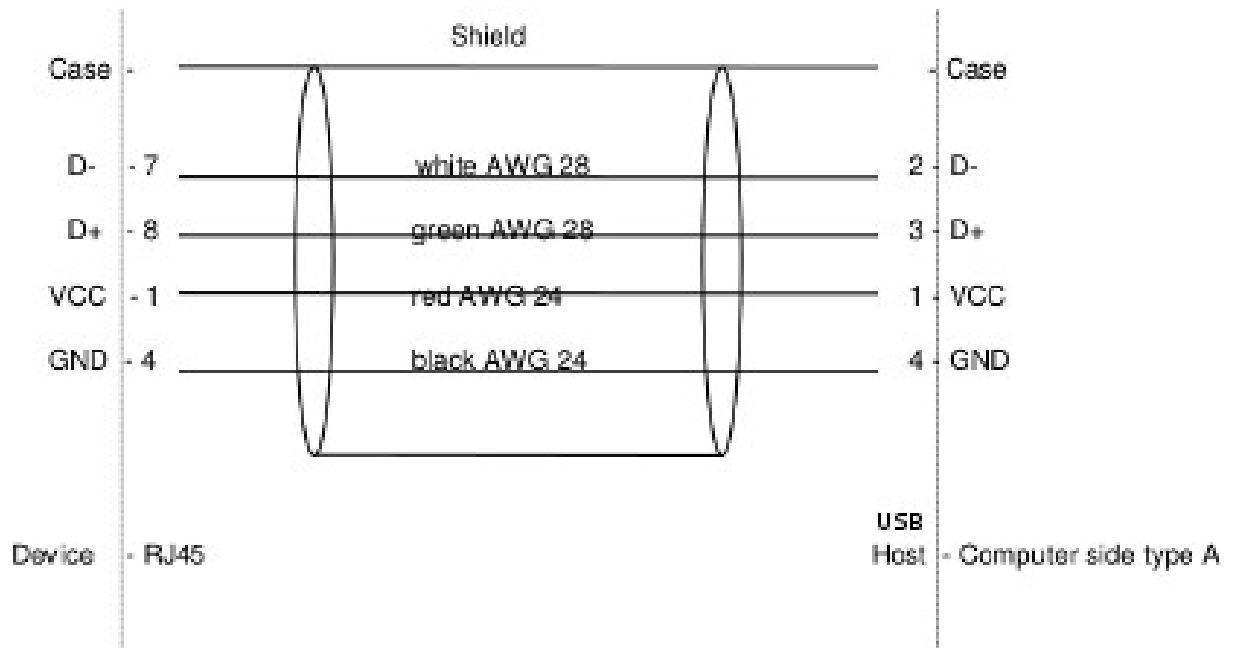 Shield
Case - - Case
D- - 7 white AWG 28 2 - D-
D+ - 8 green AWG 28 3 - D+
VCC - 1 red AWG 24 1 - VCC
GND - 4 black AWG 24 4 - GND
USB
Device - RJ45 Host - Computer side type A